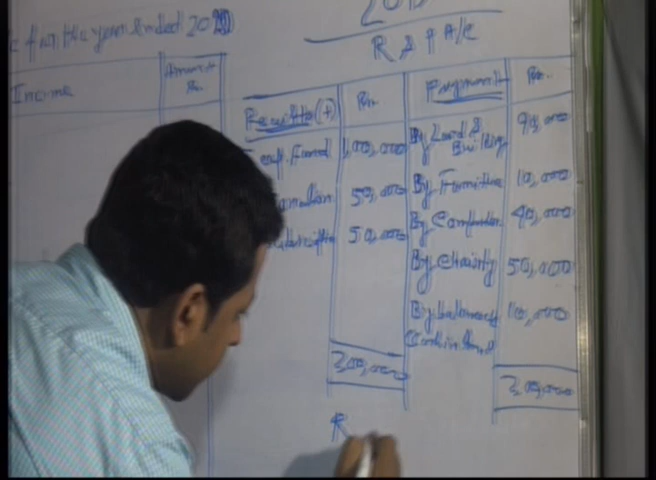 the year Ended 20
Income
Amount
Rs.
R & P A/C
Receipts (+)
Rs.
Payment
Rs.
Fund
1,00,000
By Land &
Building
90,000
Donation
50,000
By Furniture
10,000
50,000
By Computer
40,000
By Charity
50,000
By balance
10,000
Cash in hand
2,00,000
2,00,000
R